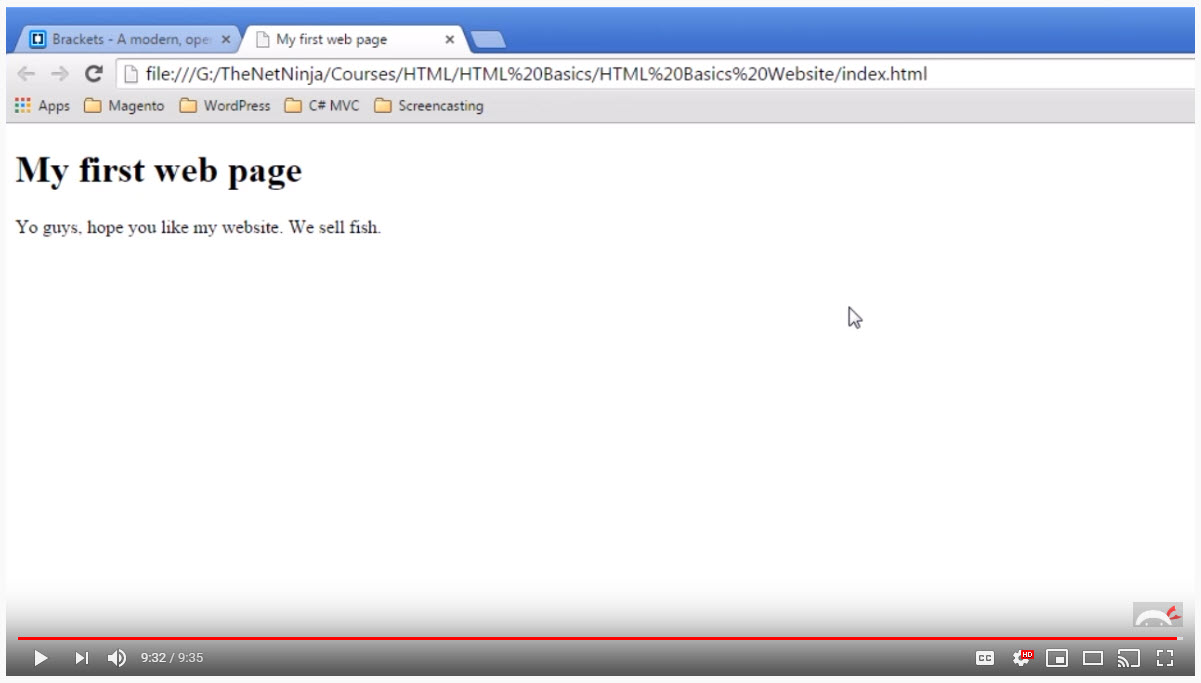 Brackets - A modern, ope
My first web page
file:///G:/TheNetNinja/Courses/HTML/HTML%20Basics/HTML%20Basics%20Website/index.html
Apps Magento WordPress C# MVC Screencasting
My first web page
Yo guys, hope you like my website. We sell fish.
9:32 / 9:35 CC HD